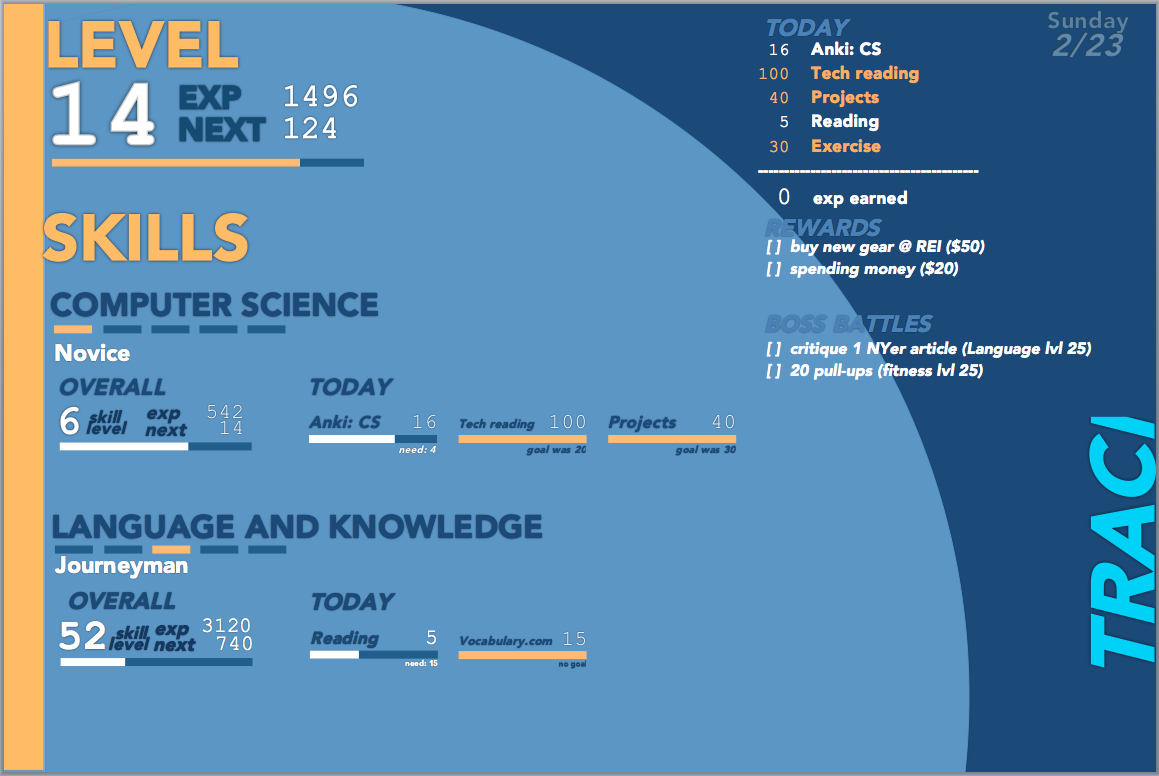 LEVEL
14 EXP 1496
NEXT 124
SKILLS
COMPUTER SCIENCE
Novice
OVERALL
6 skill level exp 542
next 14
TODAY
Anki: CS 16
need: 4
Tech reading 100
goal was 20
Projects 40
goal was 30
LANGUAGE AND KNOWLEDGE
Journeyman
OVERALL
52 skill level exp 3120
next 740
TODAY
Reading 5
need: 15
Vocabulary.com 15
no goal
TODAY
16 Anki: CS
100 Tech reading
40 Projects
5 Reading
30 Exercise
------------------------------------------
0 exp earned
REWARDS
[ ] buy new gear @ REI ($50)
[ ] spending money ($20)
BOSS BATTLES
[ ] critique 1 NYer article (Language lvl 25)
[ ] 20 pull-ups (fitness lvl 25)
Sunday
2/23